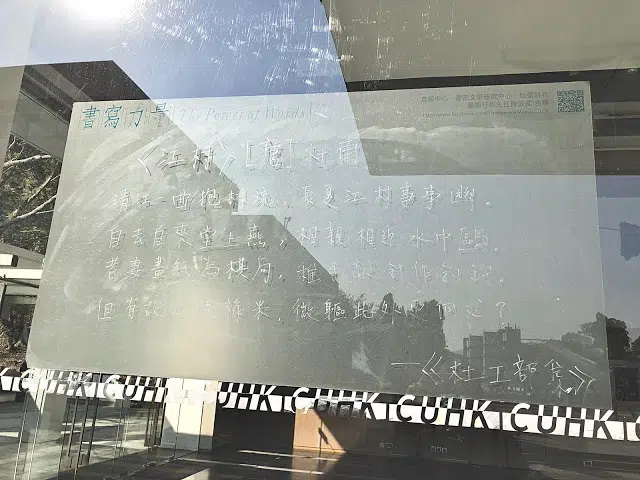 書寫力量 The Power of Words
《江村》[唐]杜甫
清江一曲抱村流，長夏江村事事幽。
自去自來堂上燕，相親相近水中鷗。
老妻畫紙為棋局，稚子敲針作釣鈎。
但有故人供祿米，微軀此外更何求？
—《杜工部集》
CUHK CUHK CUHK CUHK CUHK CUHK